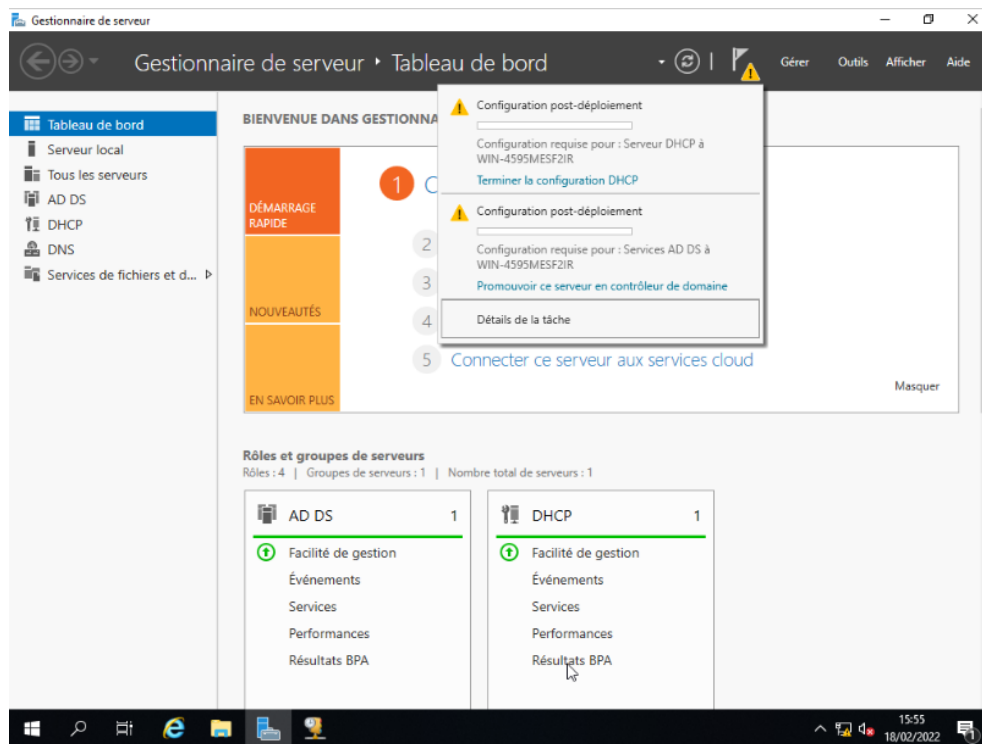 Gestionnaire de serveur
Gestionnaire de serveur • Tableau de bord
Gérer
Outils
Afficher
Aide
Tableau de bord
Serveur local
Tous les serveurs
AD DS
DHCP
DNS
Services de fichiers et d...
BIENVENUE DANS GESTIONNA
Configuration post-déploiement
Configuration requise pour : Serveur DHCP à
WIN-4595MESF2IR
Terminer la configuration DHCP
Configuration post-déploiement
Configuration requise pour : Services AD DS à
WIN-4595MESF2IR
Promouvoir ce serveur en contrôleur de domaine
Détails de la tâche
DÉMARRAGE
RAPIDE
NOUVEAUTÉS
EN SAVOIR PLUS
1 C
2
3
4
5 Connecter ce serveur aux services cloud
Masquer
Rôles et groupes de serveurs
Rôles : 4 | Groupes de serveurs : 1 | Nombre total de serveurs : 1
AD DS 1
Facilité de gestion
Événements
Services
Performances
Résultats BPA
DHCP 1
Facilité de gestion
Événements
Services
Performances
Résultats BPA
15:55
18/02/2022
1